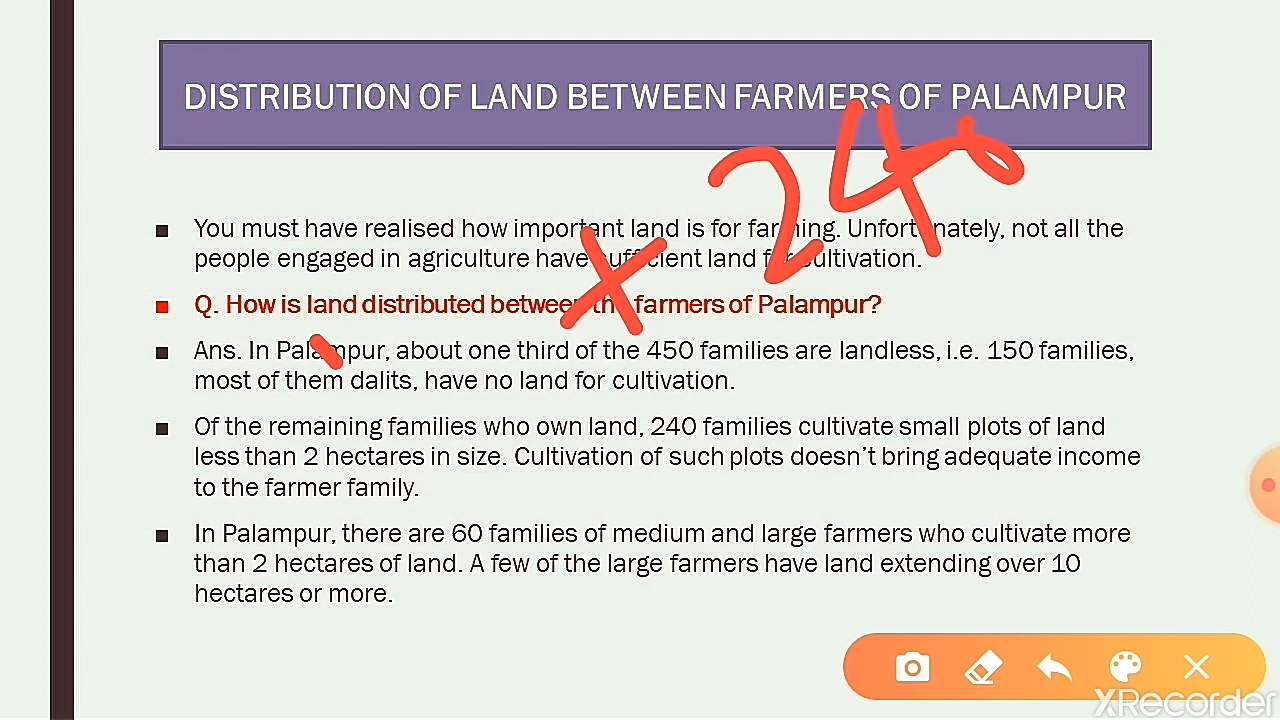 DISTRIBUTION OF LAND BETWEEN FARMERS OF PALAMPUR
240
×
You must have realised how important land is for farming. Unfortunately, not all the
people engaged in agriculture have sufficient land for cultivation.
Q. How is land distributed between the farmers of Palampur?
Ans. In Palampur, about one third of the 450 families are landless, i.e. 150 families,
most of them dalits, have no land for cultivation.
Of the remaining families who own land, 240 families cultivate small plots of land
less than 2 hectares in size. Cultivation of such plots doesn’t bring adequate income
to the farmer family.
In Palampur, there are 60 families of medium and large farmers who cultivate more
than 2 hectares of land. A few of the large farmers have land extending over 10
hectares or more.
XRecorder